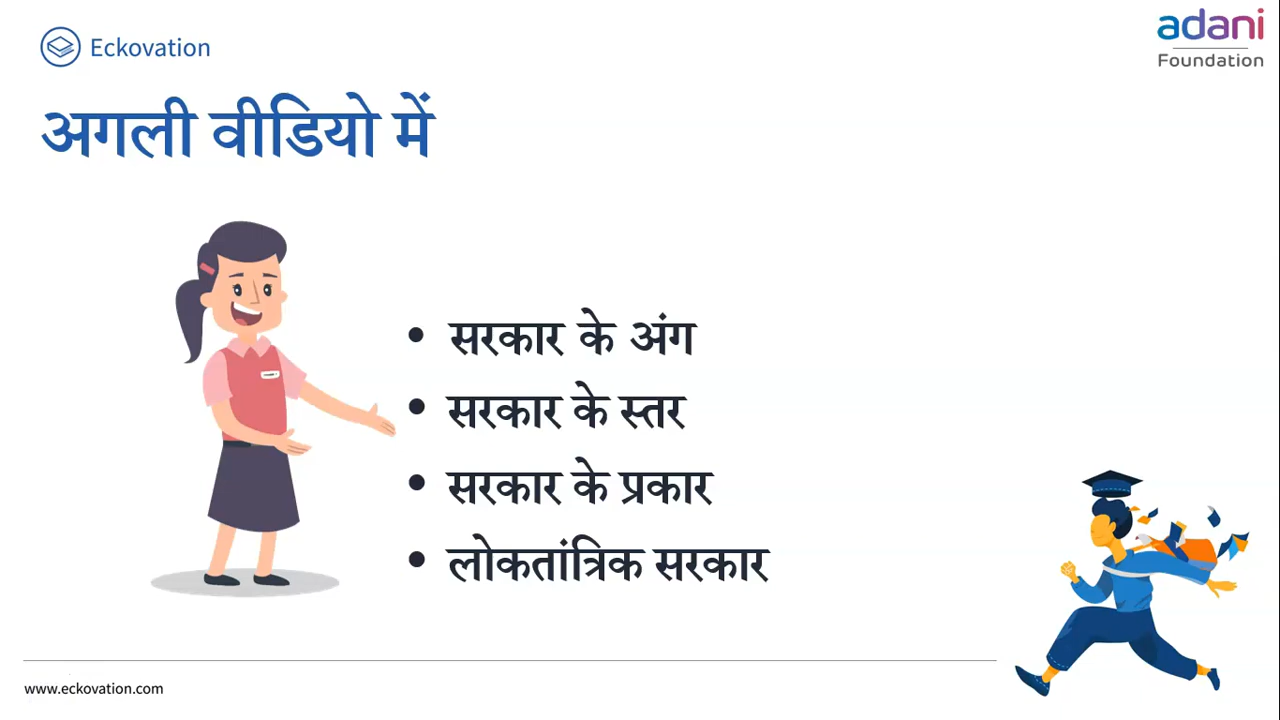 Eckovation
adani
Foundation
अगली वीडियो में
• सरकार के अंग
• सरकार के स्तर
• सरकार के प्रकार
• लोकतांत्रिक सरकार
www.eckovation.com